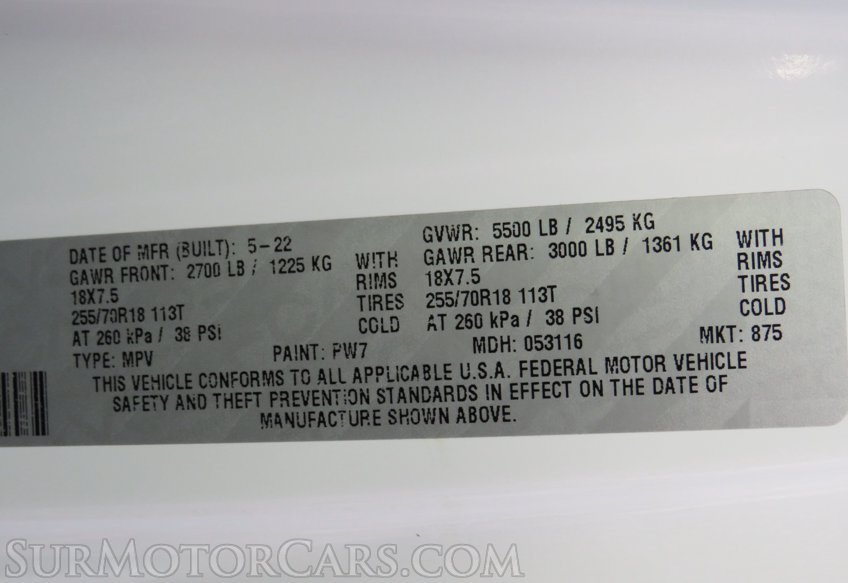 DATE OF MFR (BUILT): 5-22 GVWR: 5500 LB / 2495 KG
GAWR FRONT: 2700 LB / 1225 KG WITH GAWR REAR: 3000 LB / 1361 KG WITH
18X7.5 RIMS 18X7.5 RIMS
255/70R18 113T TIRES 255/70R18 113T TIRES
AT 260 kPa / 38 PSI COLD AT 260 kPa / 38 PSI COLD
TYPE: MPV PAINT: PW7 MDH: 053116 MKT: 875
THIS VEHICLE CONFORMS TO ALL APPLICABLE U.S.A. FEDERAL MOTOR VEHICLE
SAFETY AND THEFT PREVENTION STANDARDS IN EFFECT ON THE DATE OF
MANUFACTURE SHOWN ABOVE.
SurMotorCars.com